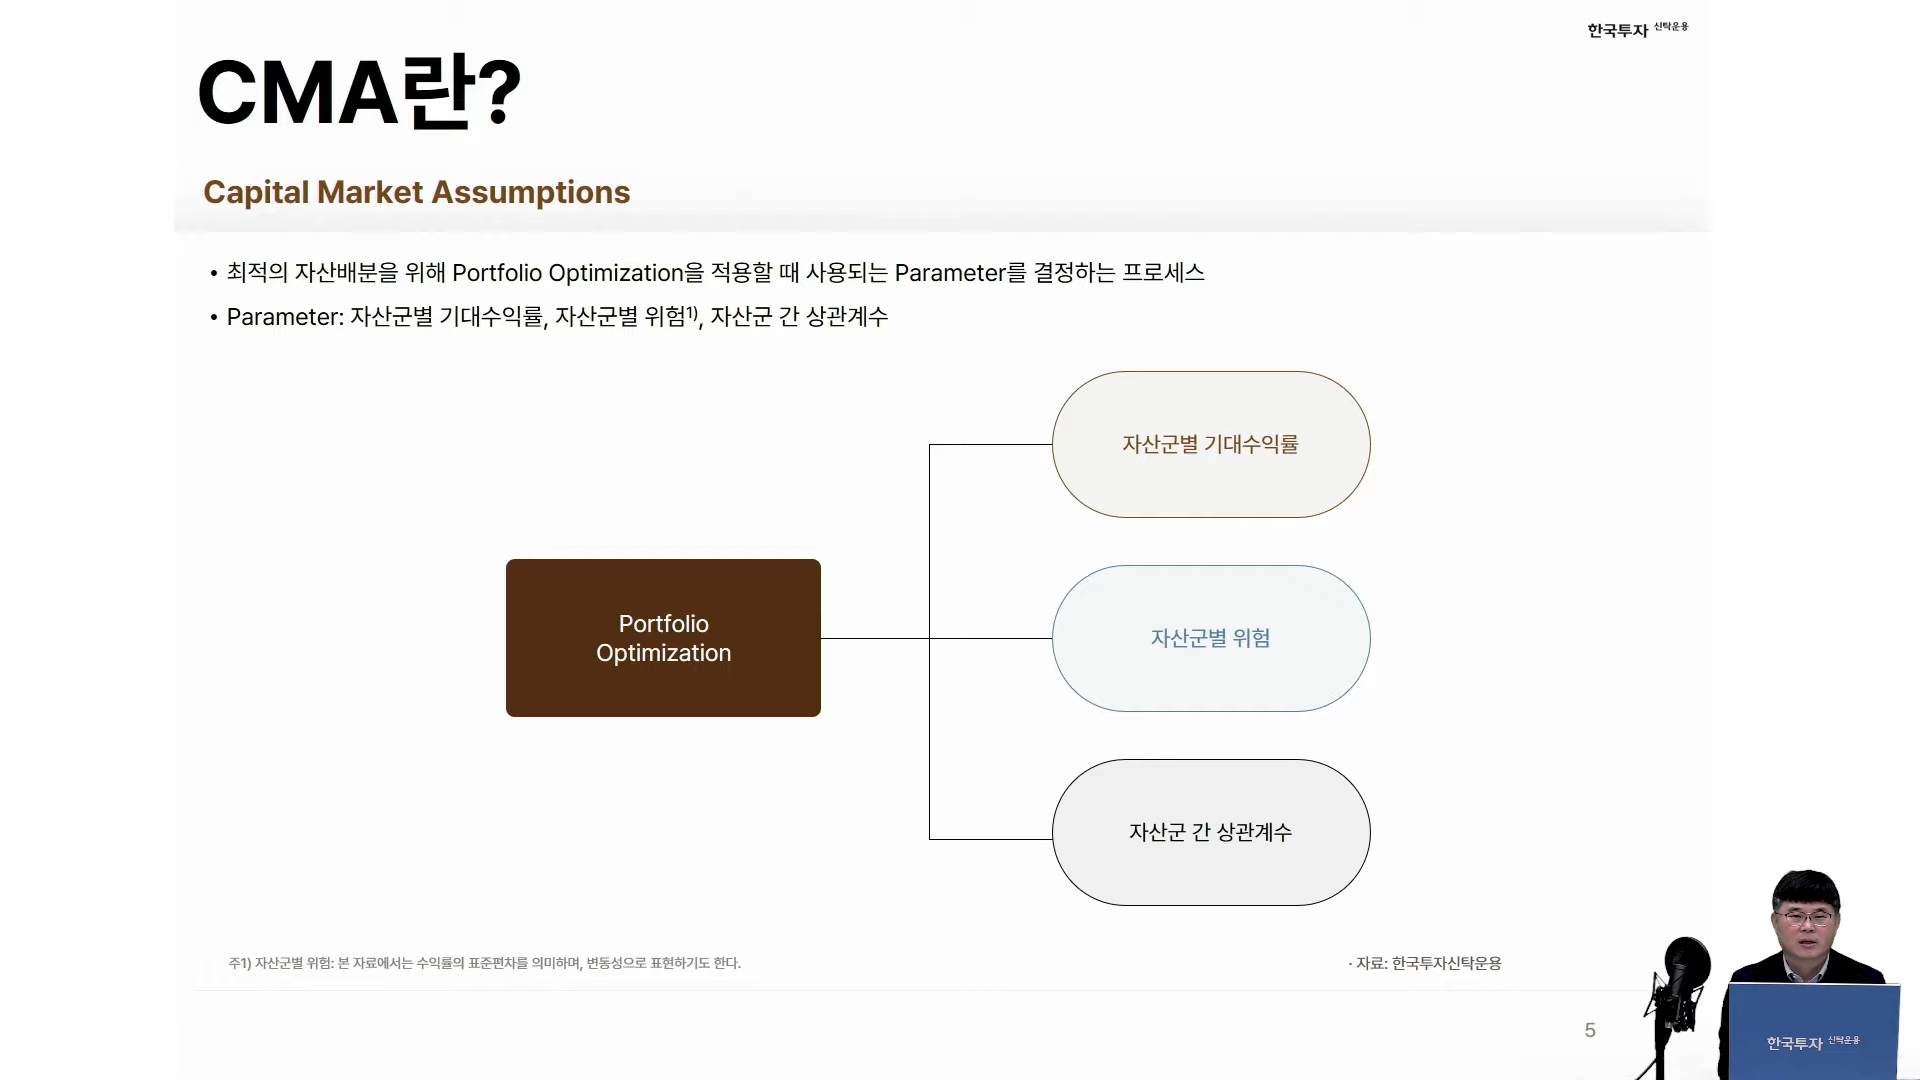 한국투자 신탁운용
CMA란?
Capital Market Assumptions
• 최적의 자산배분을 위해 Portfolio Optimization을 적용할 때 사용되는 Parameter를 결정하는 프로세스
• Parameter: 자산군별 기대수익률, 자산군별 위험1), 자산군 간 상관계수
자산군별 기대수익률
Portfolio
Optimization
자산군별 위험
자산군 간 상관계수
주1) 자산군별 위험: 본 자료에서는 수익률의 표준편차를 의미하며, 변동성으로 표현하기도 한다.
· 자료: 한국투자신탁운용
5
한국투자 신탁운용